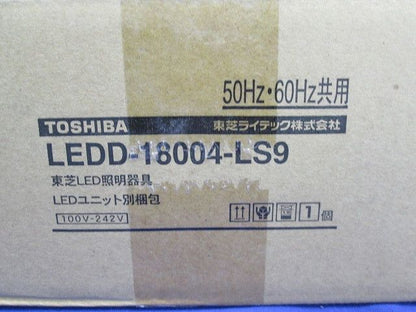 50Hz・60Hz共用
TOSHIBA 東芝ライテック株式会社
LEDD-18004-LS9
東芝LED照明器具
LEDユニット別梱包
100V-242V
1個